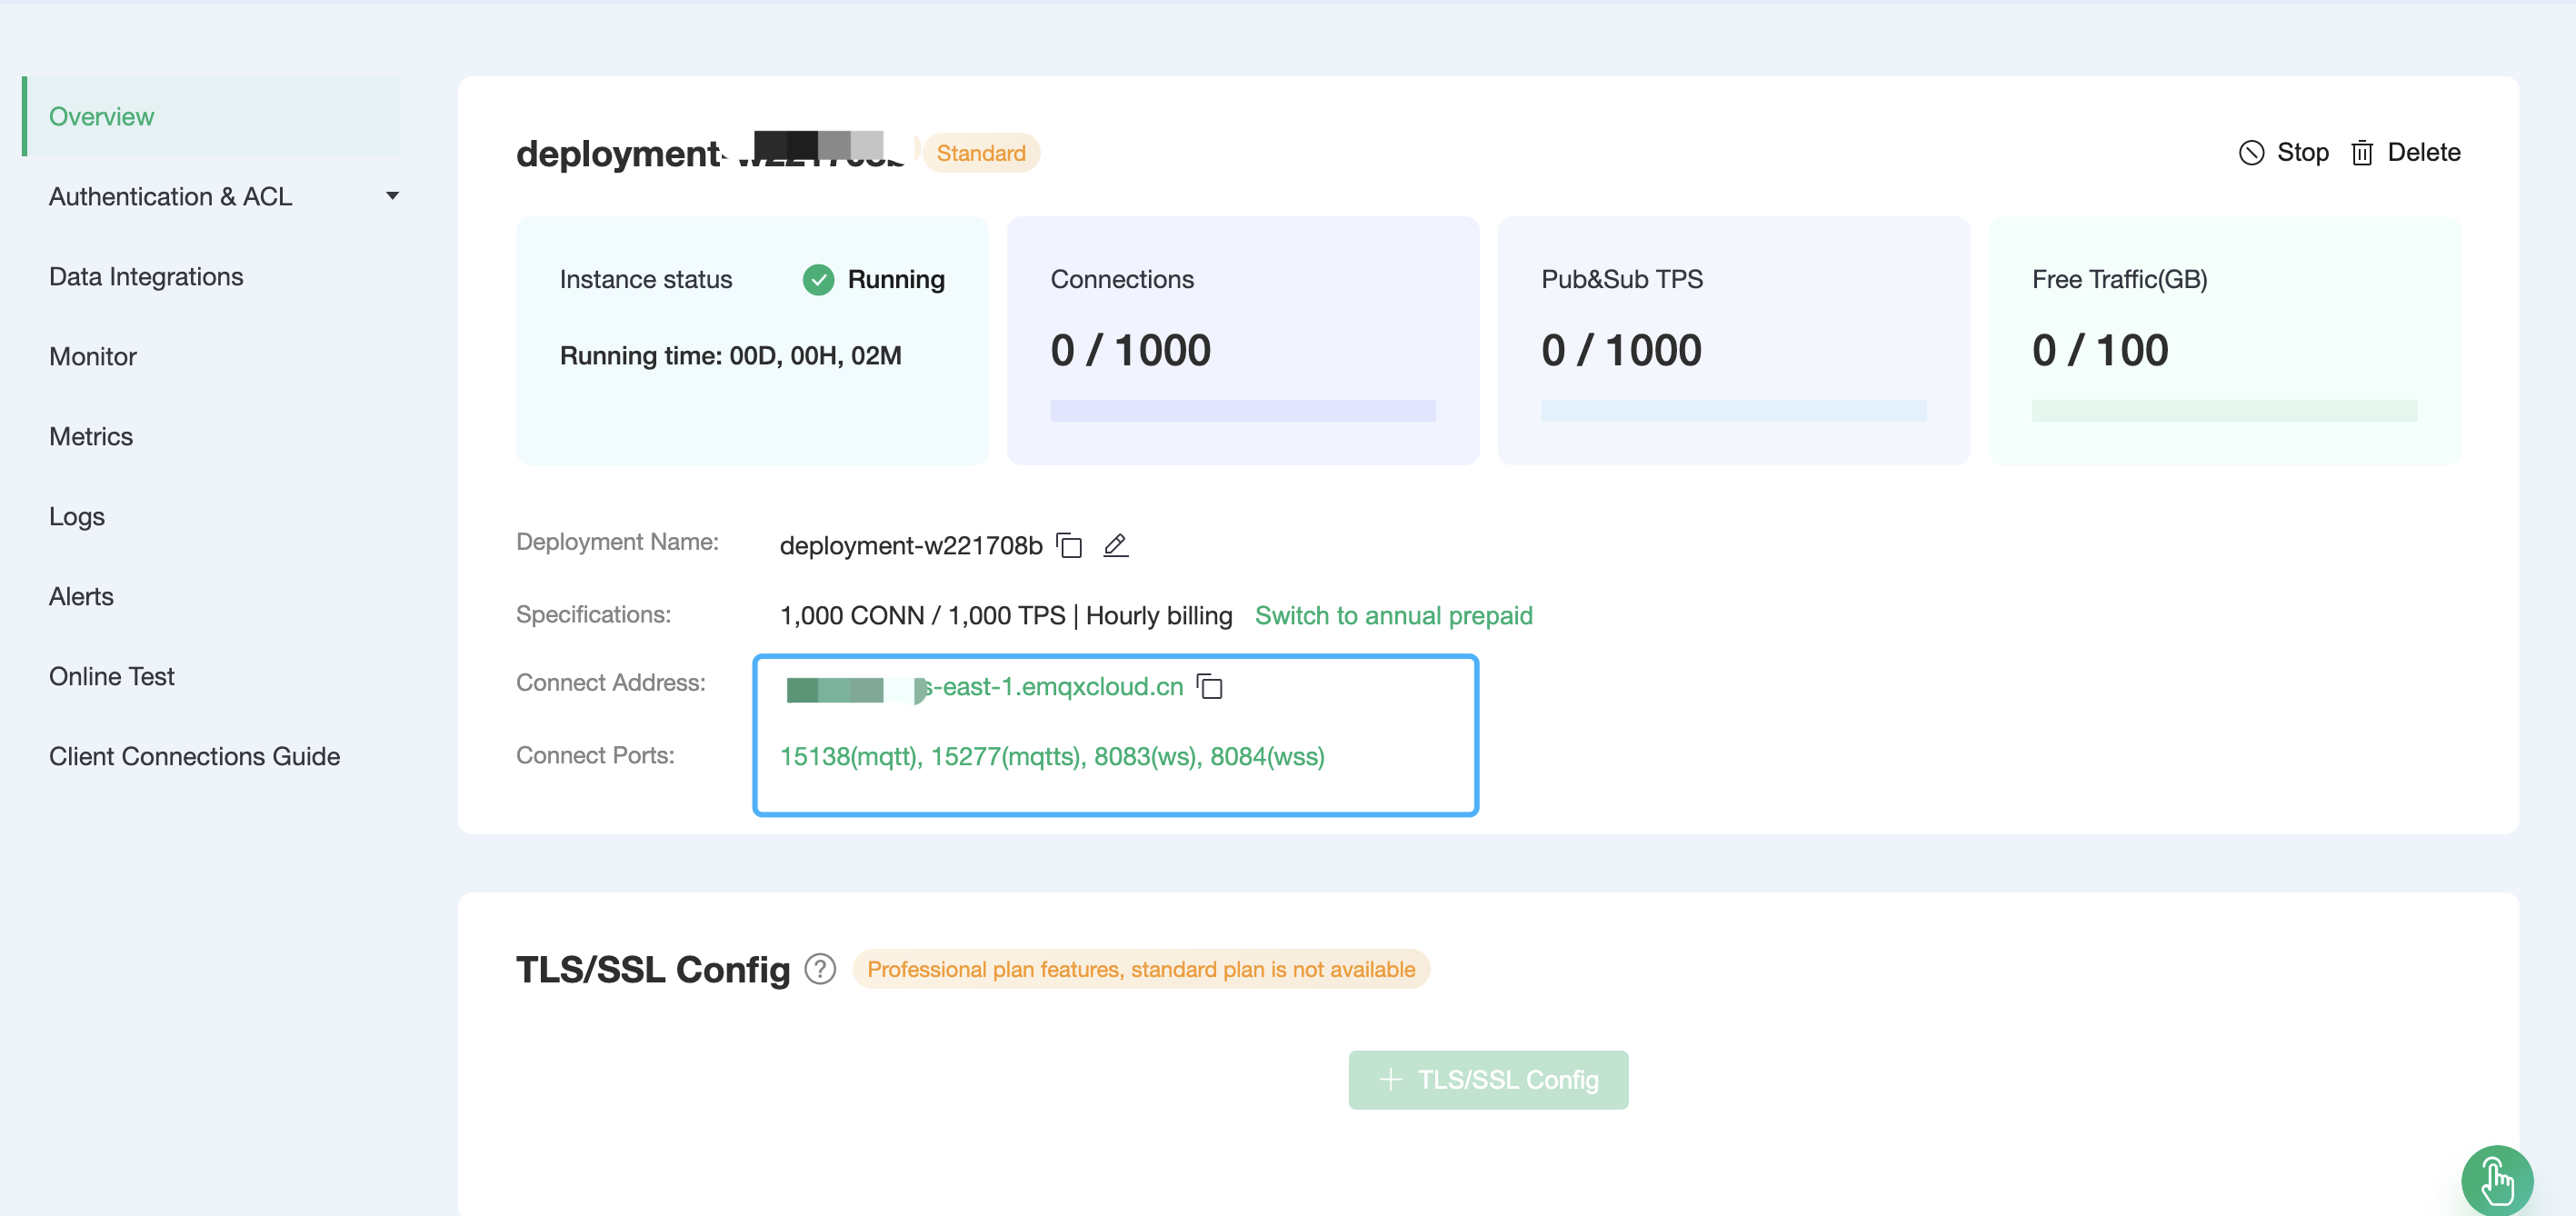 Overview
Authentication & ACL
Data Integrations
Monitor
Metrics
Logs
Alerts
Online Test
Client Connections Guide
deployment- Standard
Stop Delete
Instance status Running
Running time: 00D, 00H, 02M
Connections
0 / 1000
Pub&Sub TPS
0 / 1000
Free Traffic(GB)
0 / 100
Deployment Name: deployment-w221708b
Specifications: 1,000 CONN / 1,000 TPS | Hourly billing Switch to annual prepaid
Connect Address: s-east-1.emqxcloud.cn
Connect Ports: 15138(mqtt), 15277(mqtts), 8083(ws), 8084(wss)
TLS/SSL Config ? Professional plan features, standard plan is not available
+ TLS/SSL Config